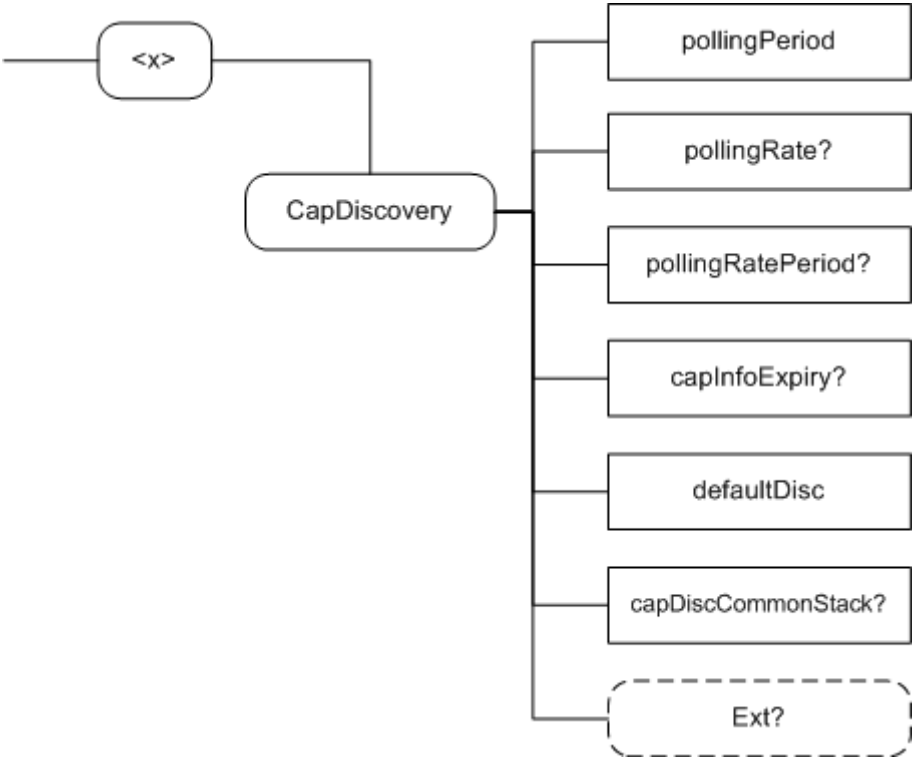 <x>
CapDiscovery
pollingPeriod
pollingRate?
pollingRatePeriod?
capInfoExpiry?
defaultDisc
capDiscCommonStack?
Ext?